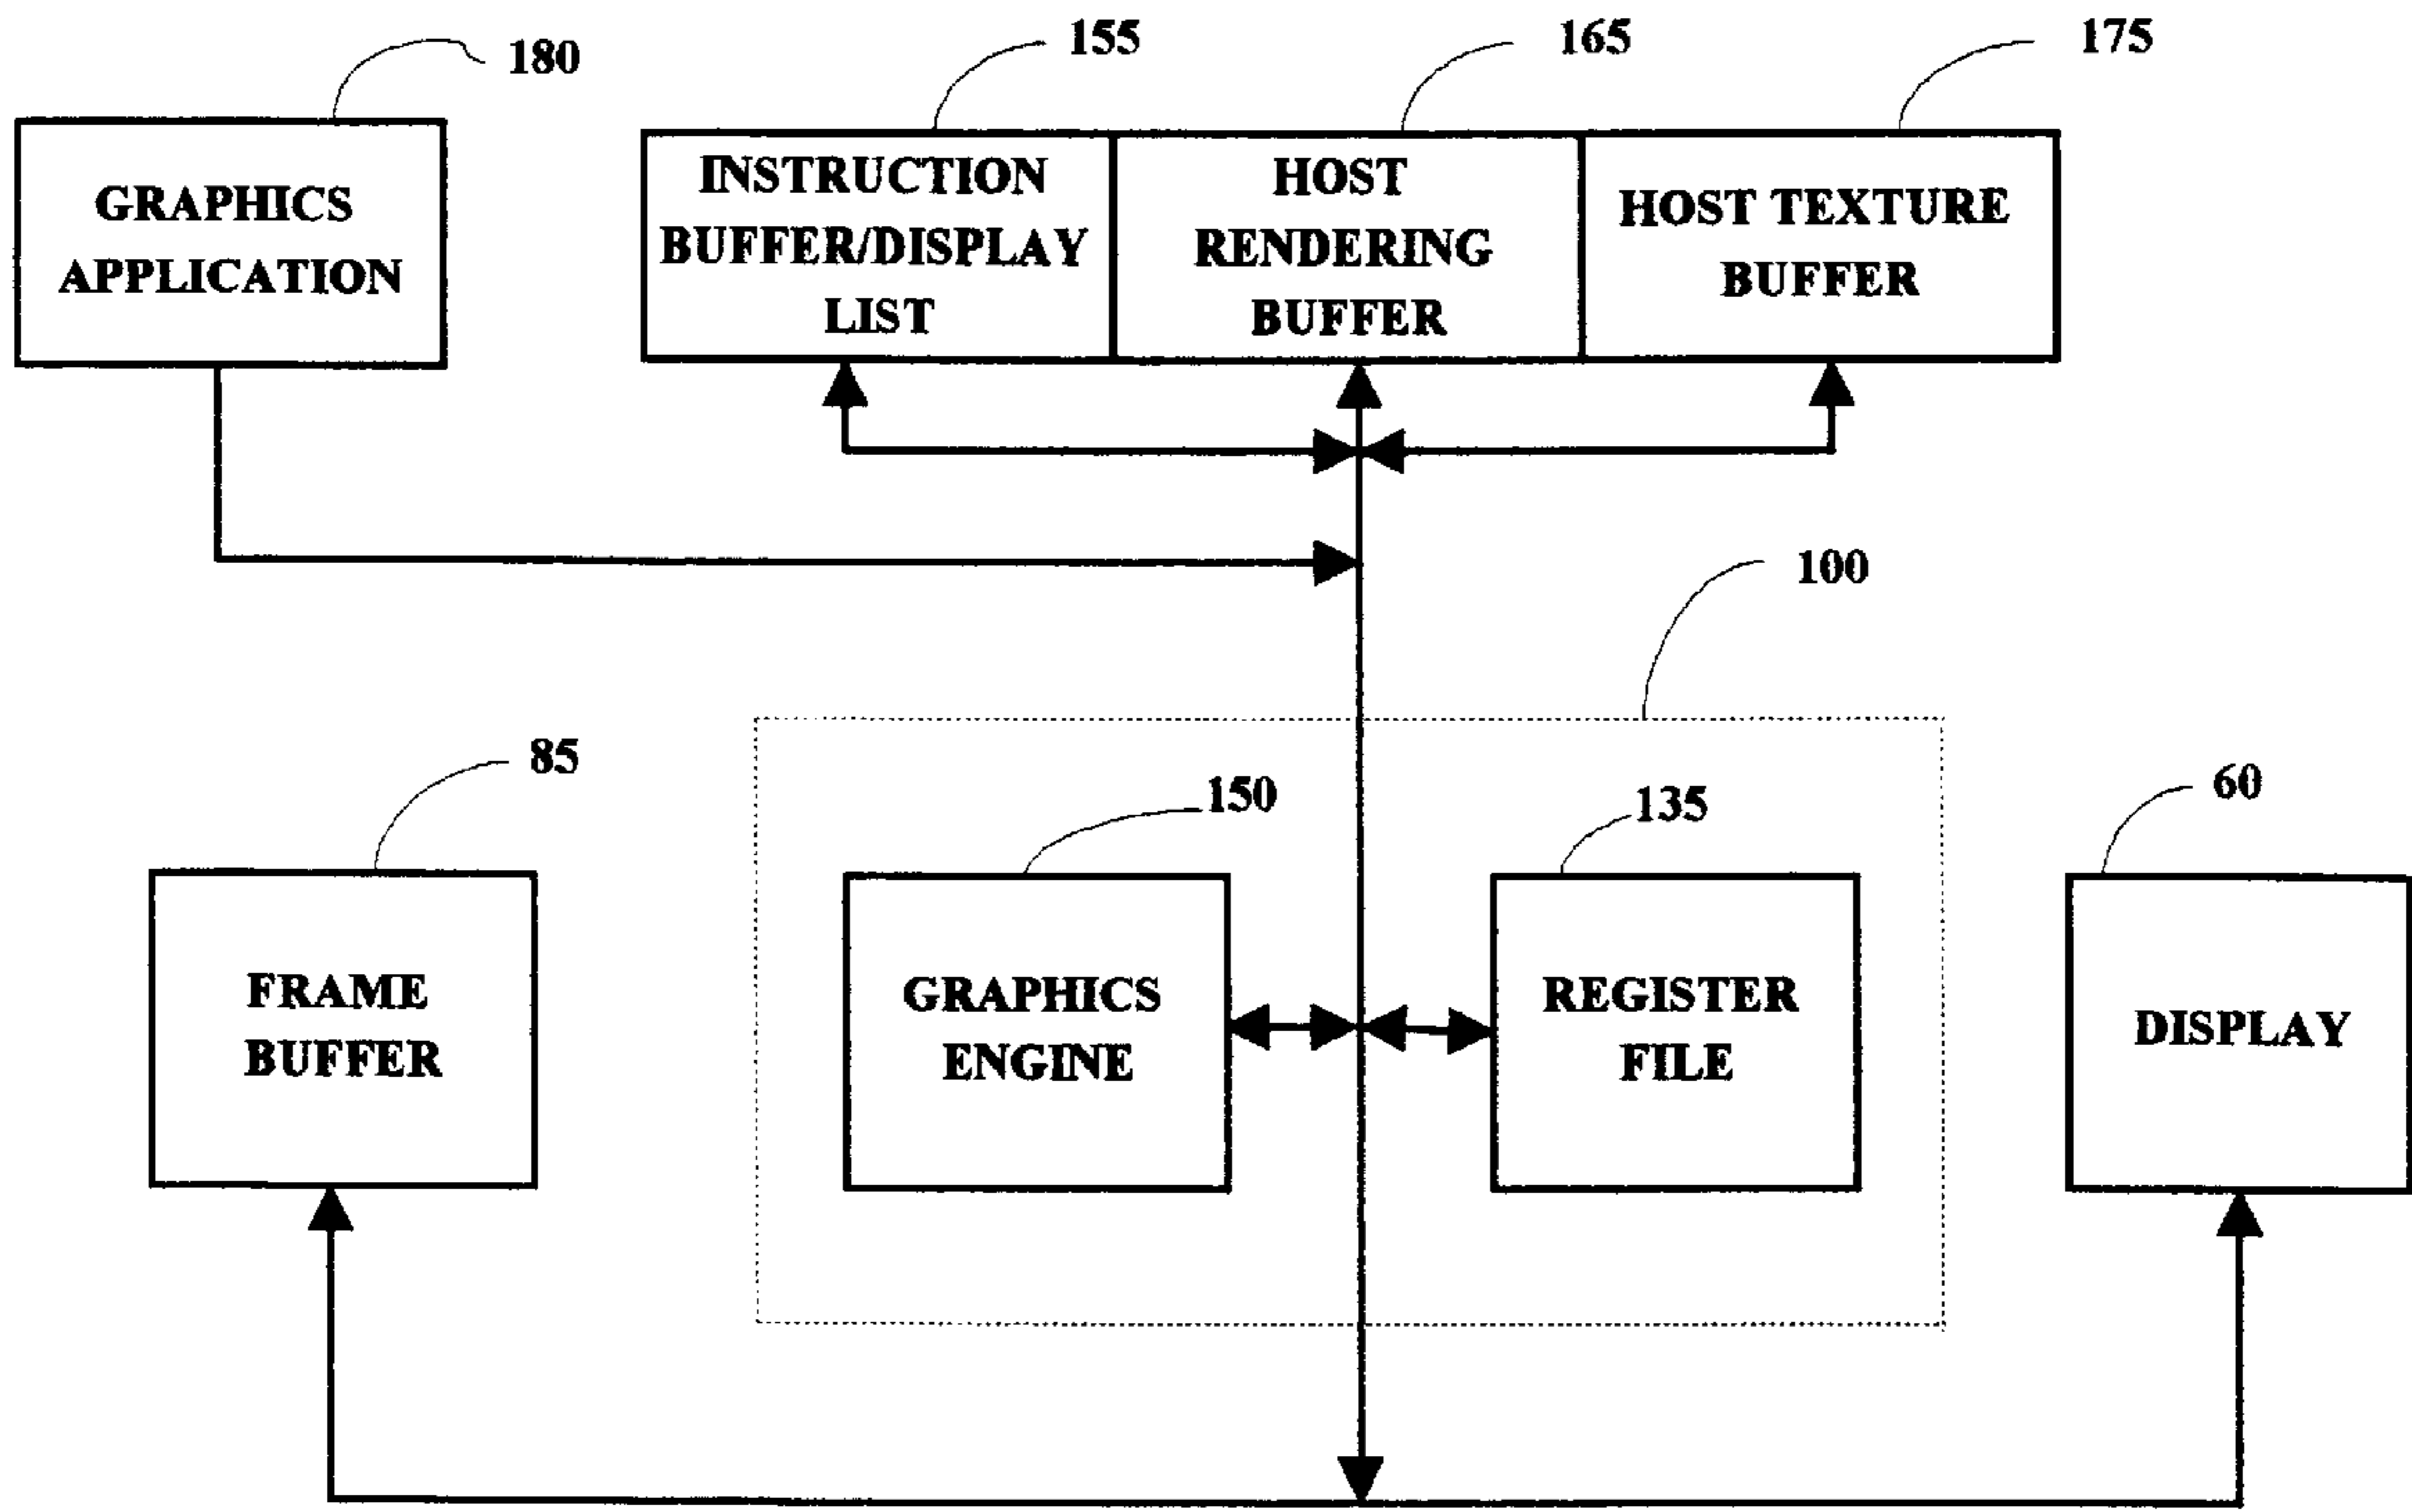 180
155
165
175
GRAPHICS
APPLICATION
INSTRUCTION
BUFFER/DISPLAY
LIST
HOST
RENDERING
BUFFER
HOST TEXTURE
BUFFER
100
85
150
135
60
FRAME
BUFFER
GRAPHICS
ENGINE
REGISTER
FILE
DISPLAY